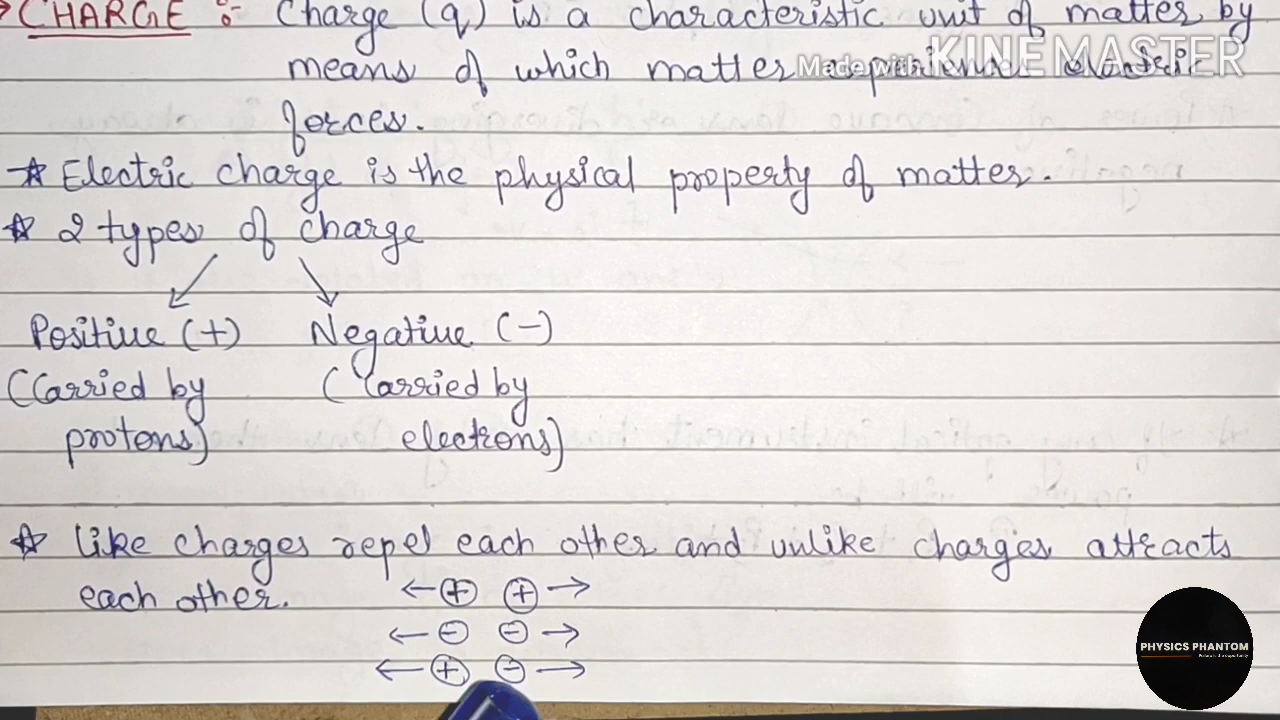 CHARGE :- Charge (q) is a characteristic unit of matter by
means of which matter experiences electric
forces.
Made with KINEMASTER
☆ Electric charge is the physical property of matter.
☆ 2 types of charge
Positive (+) Negative (-)
(Carried by (Carried by
protons) electrons)
☆ Like charges repel each other and unlike charges attracts
each other. ← ⊕ ⊕ →
← ⊖ ⊖ →
← ⊕ ⊖ →
PHYSICS PHANTOM